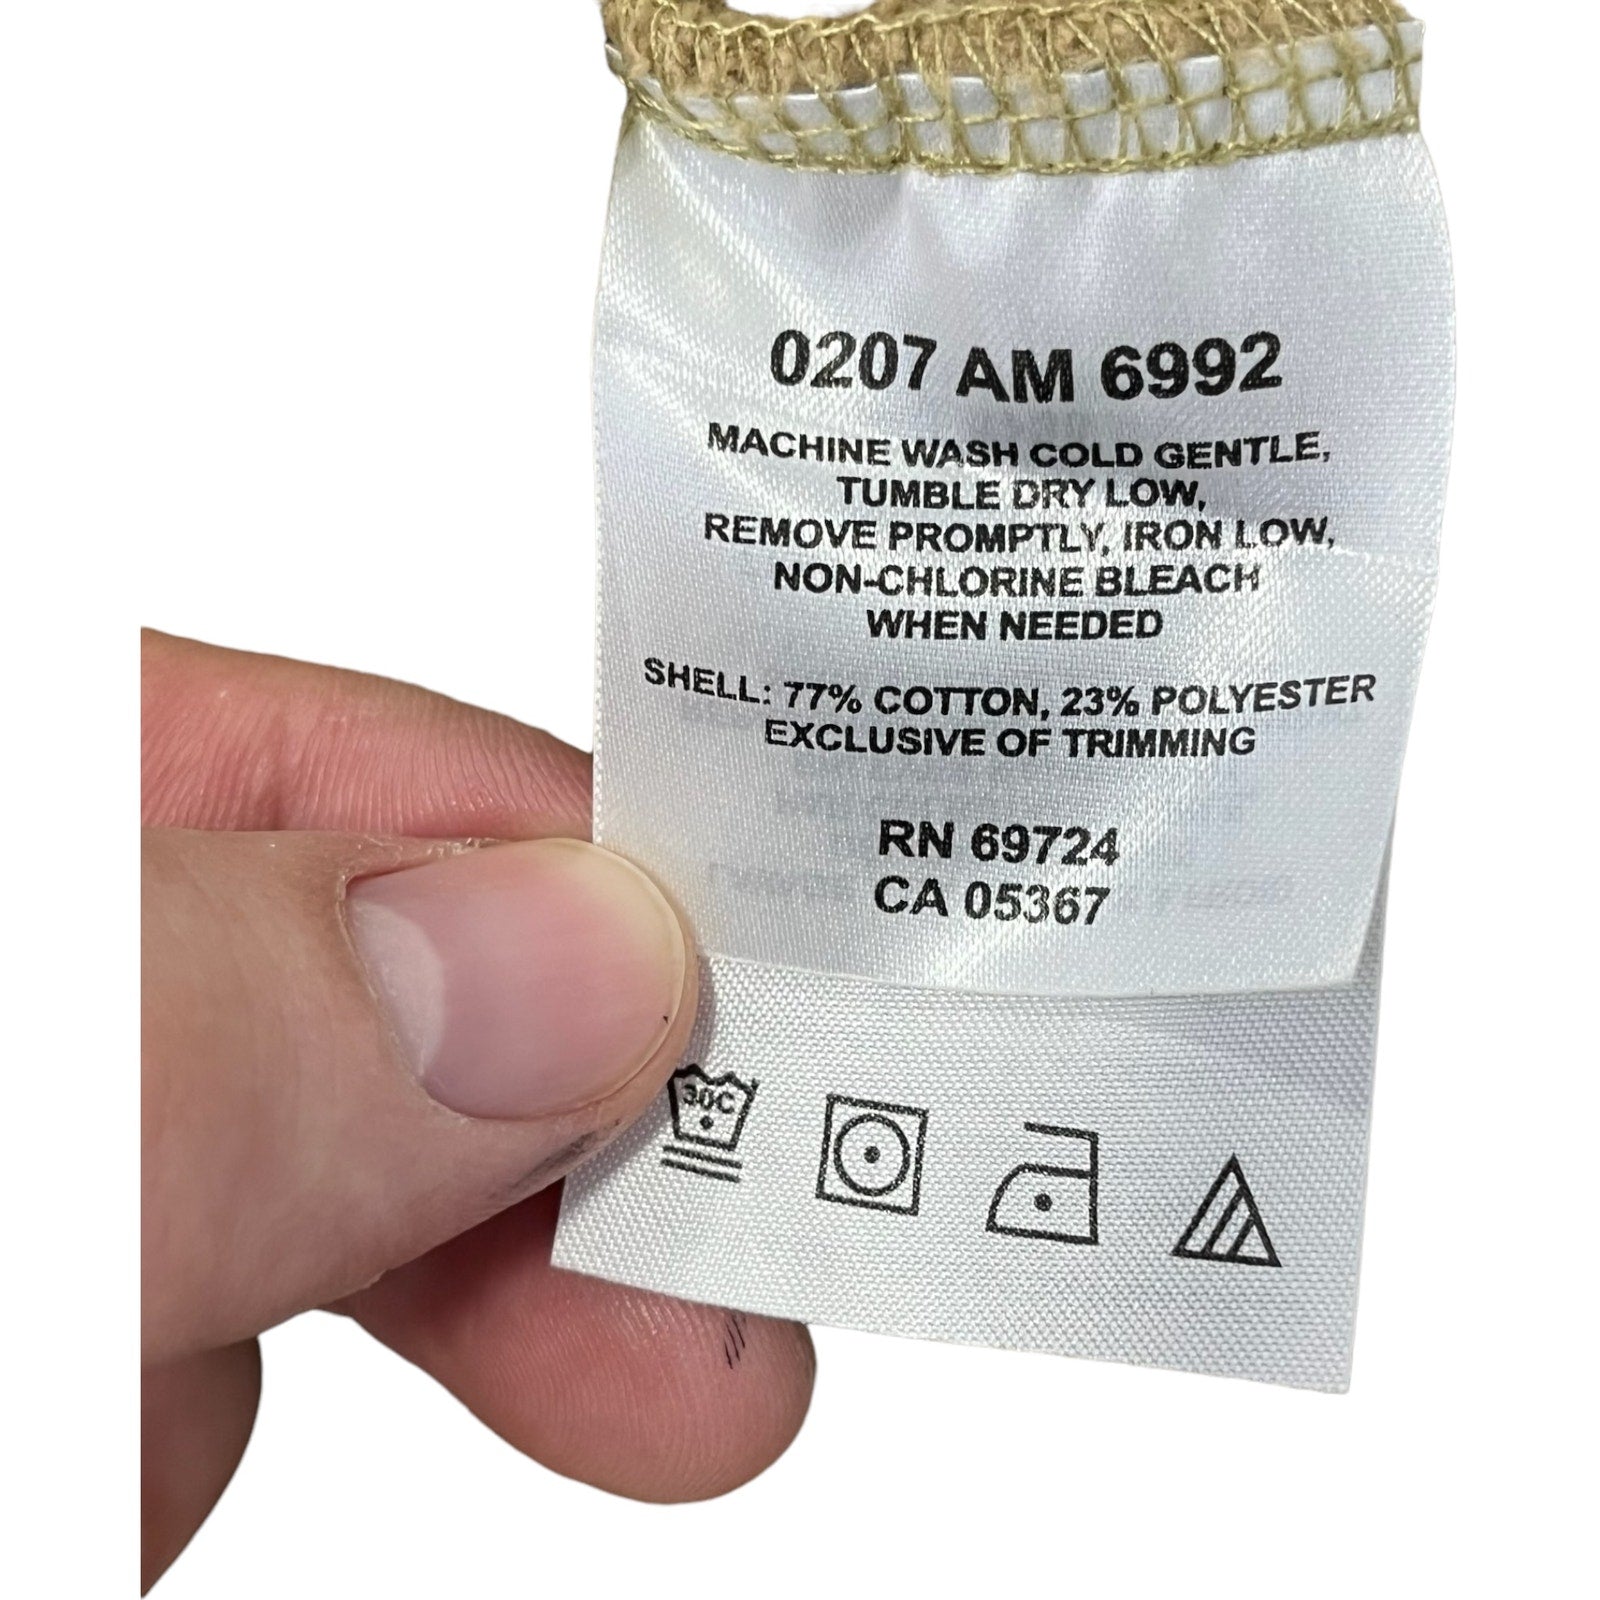 0207 AM 6992
MACHINE WASH COLD GENTLE,
TUMBLE DRY LOW,
REMOVE PROMPTLY, IRON LOW,
NON-CHLORINE BLEACH
WHEN NEEDED
SHELL: 77% COTTON, 23% POLYESTER
EXCLUSIVE OF TRIMMING
RN 69724
CA 05367
30C